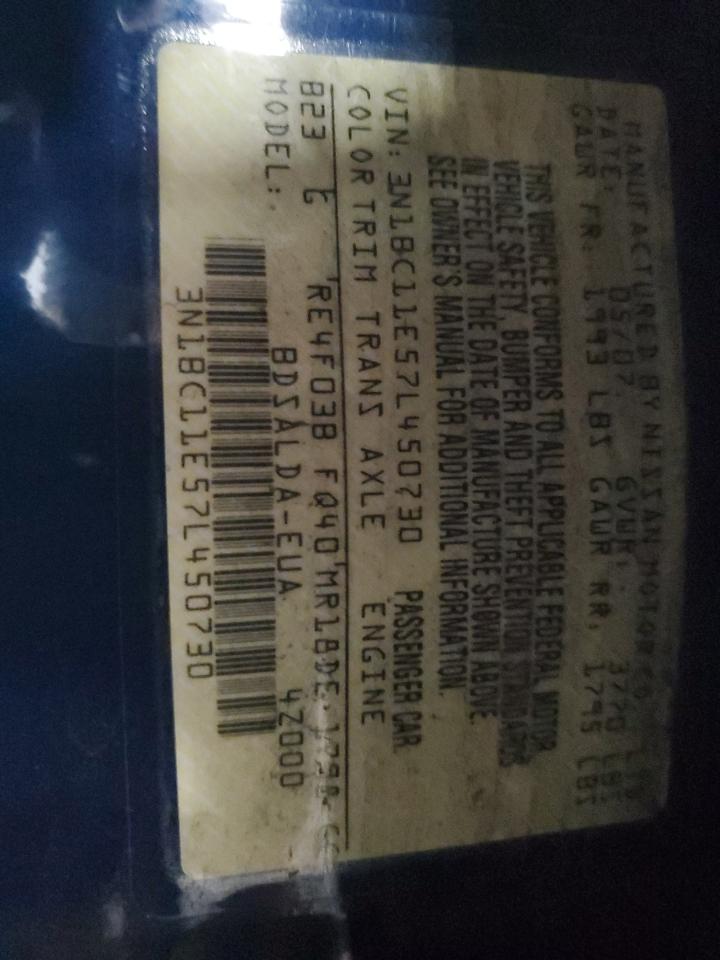 MANUFACTURED BY NISSAN MOTOR CO., LTD
DATE: 05/07 GVWR: 3770 LBS
GAWR FR. 1993 LBS GAWR RR. 1795 LBS
THIS VEHICLE CONFORMS TO ALL APPLICABLE FEDERAL MOTOR
VEHICLE SAFETY, BUMPER AND THEFT PREVENTION STANDARDS
IN EFFECT ON THE DATE OF MANUFACTURE SHOWN ABOVE.
SEE OWNER'S MANUAL FOR ADDITIONAL INFORMATION.
VIN: 3N1BC11E57L450730 PASSENGER CAR
COLOR TRIM TRANS AXLE ENGINE
B23 G RE4F03B FQ40 MR18DE 1798 CC
MODEL: BDSALDA-EUA 4Z000
3N1BC11E57L450730